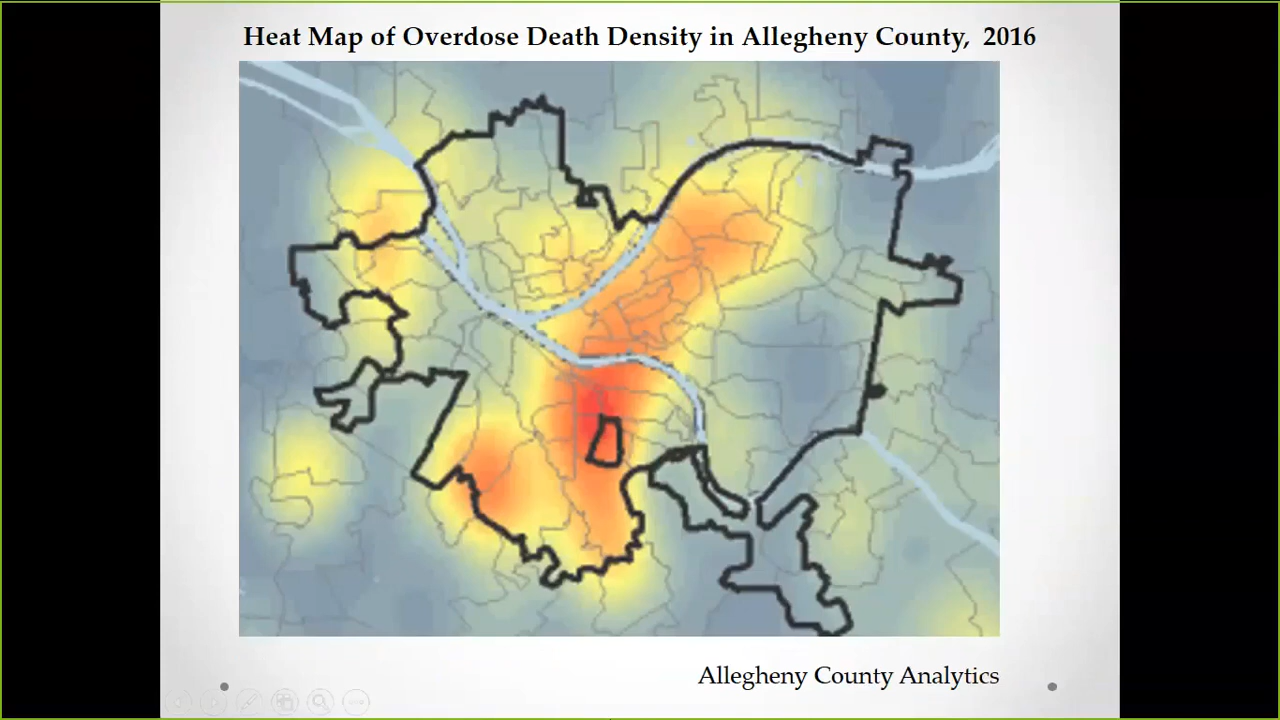 Heat Map of Overdose Death Density in Allegheny County, 2016
Allegheny County Analytics